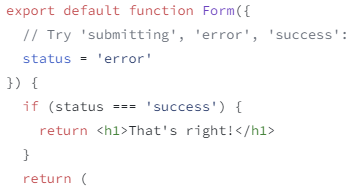 export default function Form({
  // Try 'submitting', 'error', 'success':
  status = 'error'
}) {
  if (status === 'success') {
    return <h1>That's right!</h1>
  }
  return (